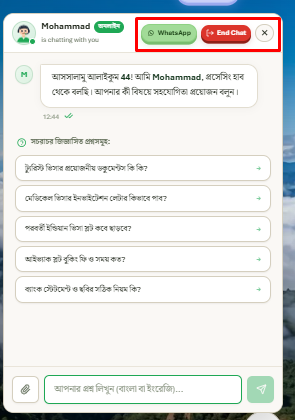 Mohammad অনলাইন
is chatting with you
WhatsApp
End Chat
M
আসসালামু আলাইকুম 44! আমি Mohammad, প্রসেসিং হাব
থেকে বলছি। আপনার কী বিষয়ে সহযোগিতা প্রয়োজন বলুন।
12:44
সচরাচর জিজ্ঞাসিত প্রশ্নসমূহ:
ট্যুরিস্ট ভিসার প্রয়োজনীয় ডকুমেন্টস কি কি?
মেডিকেল ভিসার ইনভাইটেশন লেটার কিভাবে পাব?
পরবর্তী ইন্ডিয়ান ভিসা স্লট কবে ছাড়বে?
আইভ্যাক স্লট বুকিং ফি ও সময় কত?
ব্যাংক স্টেটমেন্ট ও ছবির সঠিক নিয়ম কি?
আপনার প্রশ্ন লিখুন (বাংলা বা ইংরেজি)...